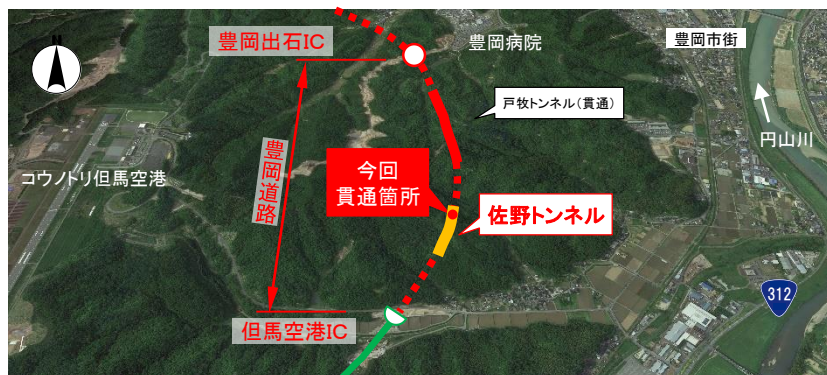 豊岡出石IC
豊岡病院
豊岡市街
N
戸牧トンネル（貫通）
円山川
豊岡道路
今回
貫通箇所
コウノトリ但馬空港
佐野トンネル
312
但馬空港IC